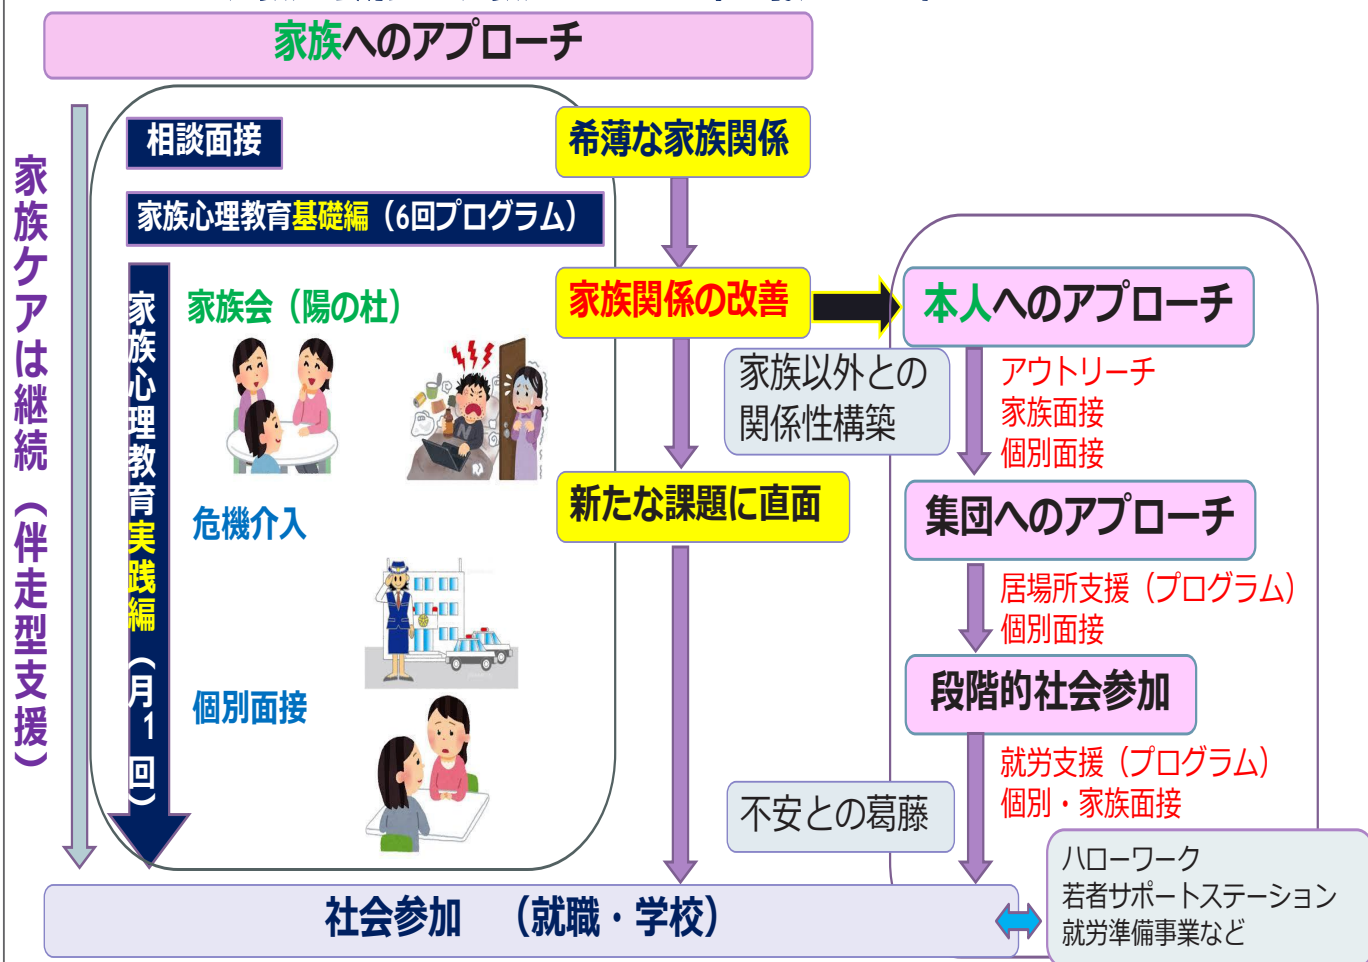 家族へのアプローチ
家族ケアは継続（伴走型支援）
相談面接
家族心理教育基礎編（6回プログラム）
家族心理教育実践編（月1回）
家族会（陽の杜）
危機介入
個別面接
希薄な家族関係
家族関係の改善
家族以外との
関係性構築
新たな課題に直面
不安との葛藤
本人へのアプローチ
アウトリーチ
家族面接
個別面接
集団へのアプローチ
居場所支援（プログラム）
個別面接
段階的社会参加
就労支援（プログラム）
個別・家族面接
社会参加　（就職・学校）
ハローワーク
若者サポートステーション
就労準備事業など